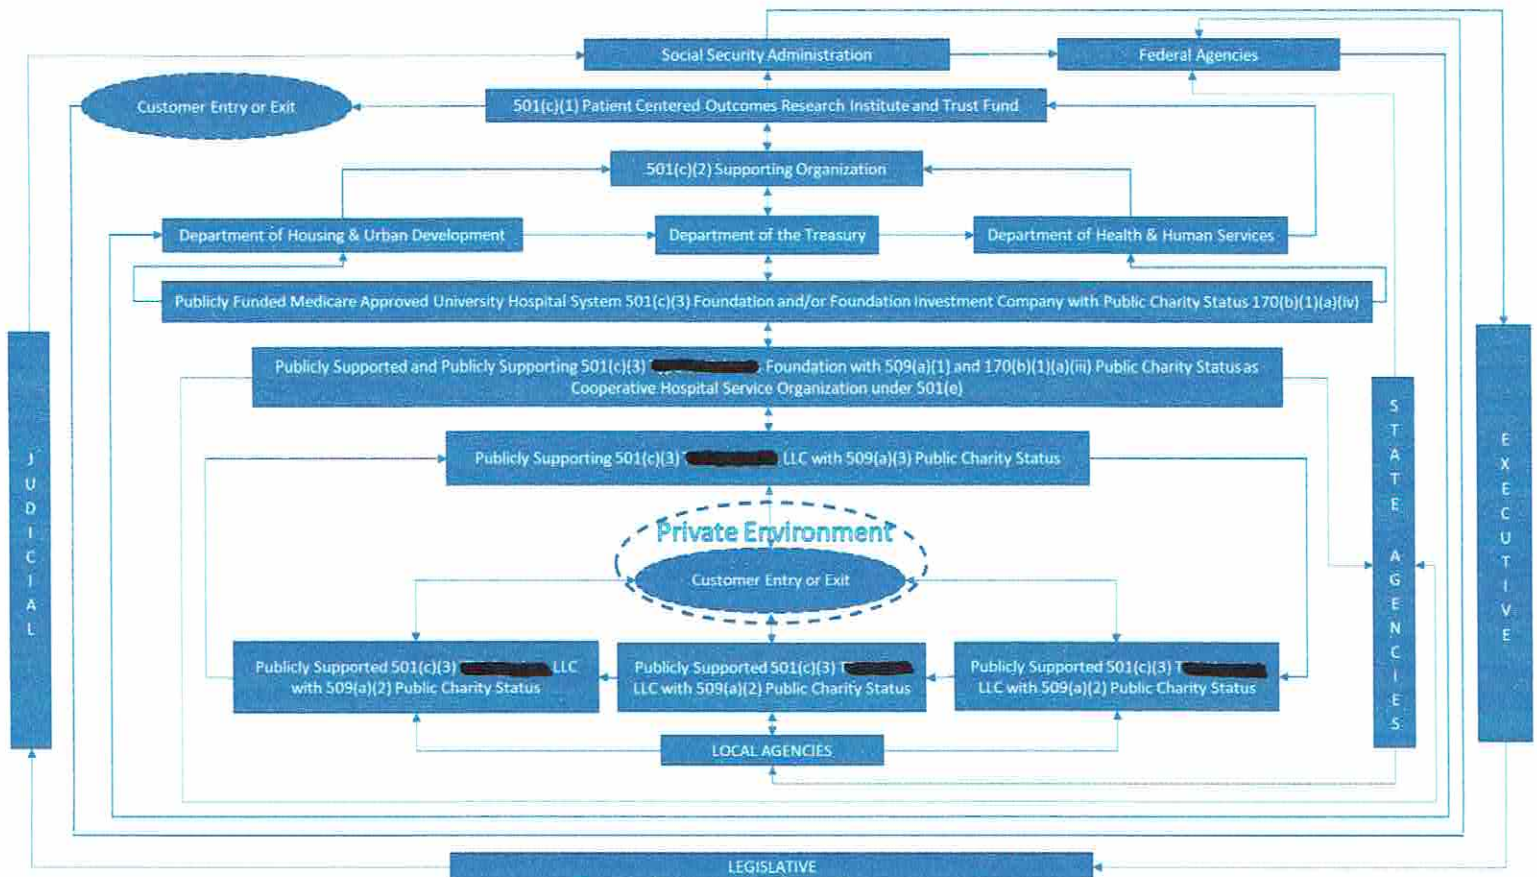 Social Security Administration
Federal Agencies
Customer Entry or Exit
501(c)(1) Patient Centered Outcomes Research Institute and Trust Fund
501(c)(2) Supporting Organization
Department of Housing & Urban Development
Department of the Treasury
Department of Health & Human Services
Publicly Funded Medicare Approved University Hospital System 501(c)(3) Foundation and/or Foundation Investment Company with Public Charity Status 170(b)(1)(a)(iv)
Publicly Supported and Publicly Supporting 501(c)(3) Foundation with 509(a)(1) and 170(b)(1)(a)(iii) Public Charity Status as
Cooperative Hospital Service Organization under 501(e)
Publicly Supporting 501(c)(3) T LLC with 509(a)(3) Public Charity Status
Private Environment
Customer Entry or Exit
Publicly Supported 501(c)(3) LLC
with 509(a)(2) Public Charity Status
Publicly Supported 501(c)(3) T
LLC with 509(a)(2) Public Charity Status
Publicly Supported 501(c)(3) T
LLC with 509(a)(2) Public Charity Status
LOCAL AGENCIES
JUDICIAL
STATE AGENCIES
EXECUTIVE
LEGISLATIVE